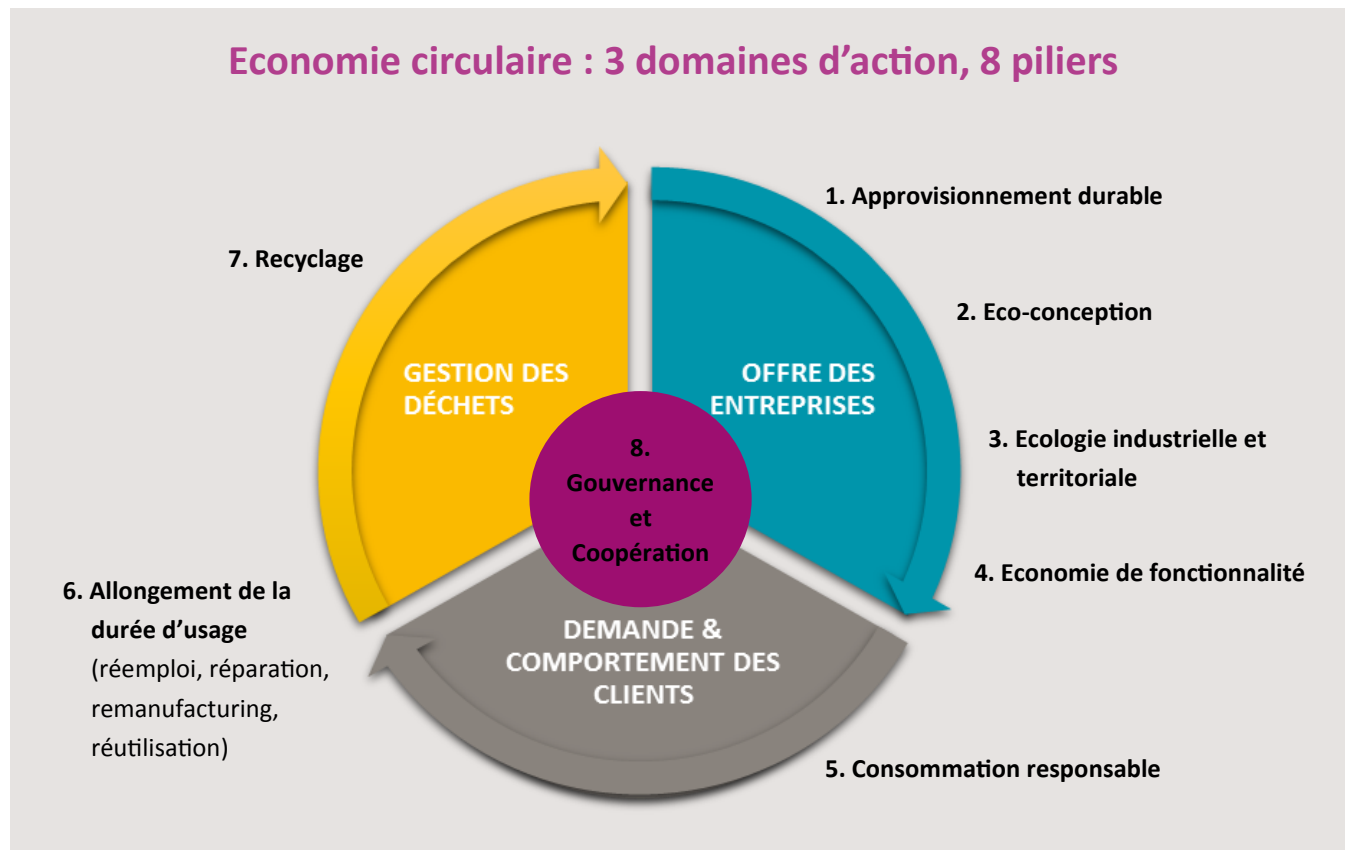 Economie circulaire : 3 domaines d’action, 8 piliers
1. Approvisionnement durable
2. Eco-conception
3. Ecologie industrielle et
territoriale
4. Economie de fonctionnalité
5. Consommation responsable
6. Allongement de la
durée d’usage
(réemploi, réparation,
remanufacturing,
réutilisation)
7. Recyclage
GESTION DES
DÉCHETS
OFFRE DES
ENTREPRISES
8.
Gouvernance
et
Coopération
DEMANDE &
COMPORTEMENT DES
CLIENTS